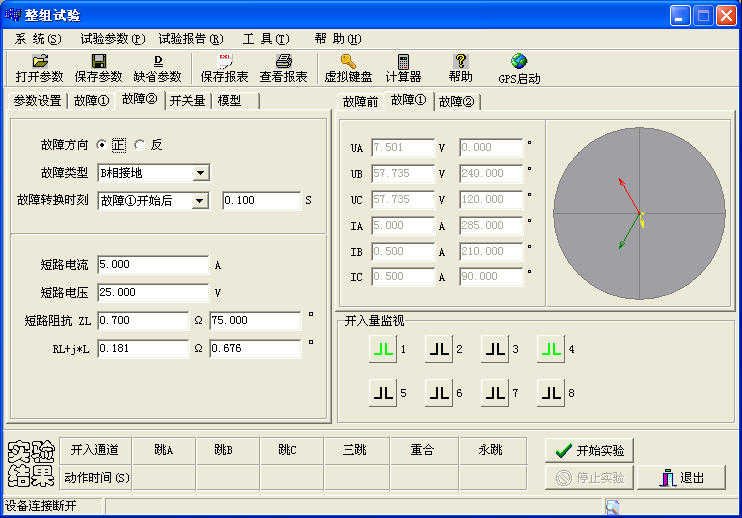 整组试验
系 统(S) 试验参数(P) 试验报告(R) 工 具(T) 帮 助(H)
打开参数 保存参数 缺省参数 保存报表 查看报表 虚拟键盘 计算器 帮助 GPS启动
参数设置 故障① 故障② 开关量 模型
故障方向 正 反
故障类型 B相接地
故障转换时刻 故障①开始后 0.100 S
短路电流 5.000 A
短路电压 25.000 V
短路阻抗 ZL 0.700 Ω 75.000 °
RL+j*L 0.181 Ω 0.676 °
故障前 故障① 故障②
UA 7.501 V 0.000 °
UB 57.735 V 240.000 °
UC 57.735 V 120.000 °
IA 5.000 A 285.000 °
IB 0.500 A 210.000 °
IC 0.500 A 90.000 °
开入量监视
1 2 3 4
5 6 7 8
实验结果
开入通道 跳A 跳B 跳C 三跳 重合 永跳
动作时间(S)
开始实验
停止实验 退出
设备连接断开